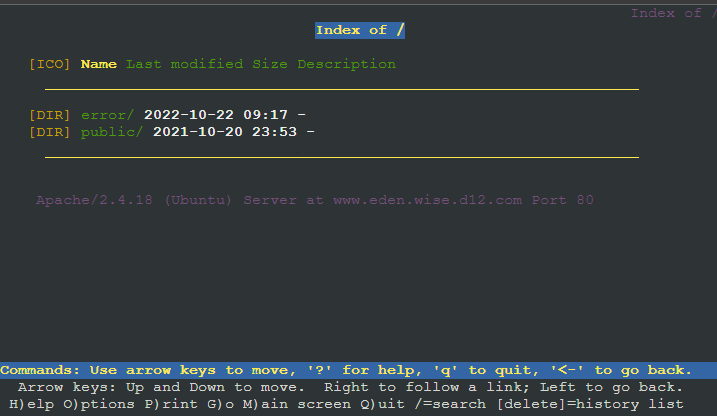 Index of /
Index of /
[ICO] Name Last modified Size Description
[DIR] error/ 2022-10-22 09:17 -
[DIR] public/ 2021-10-20 23:53 -
Apache/2.4.18 (Ubuntu) Server at www.eden.wise.d12.com Port 80
Commands: Use arrow keys to move, '?' for help, 'q' to quit, '<-' to go back.
Arrow keys: Up and Down to move.  Right to follow a link; Left to go back.
H)elp O)ptions P)rint G)o M)ain screen Q)uit /=search [delete]=history list